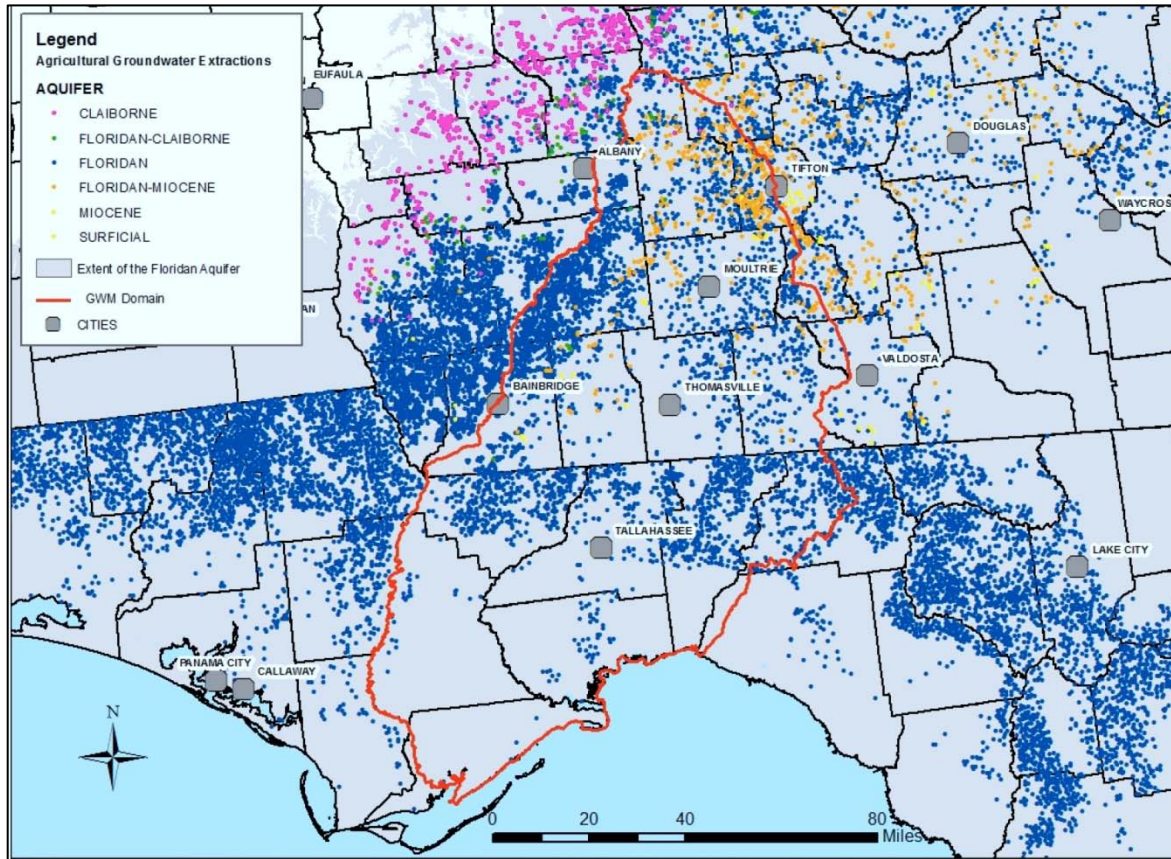 Legend
Agricultural Groundwater Extractions
AQUIFER
CLAIBORNE
FLORIDAN-CLAIBORNE
FLORIDAN
FLORIDAN-MIOCENE
MIOCENE
SURFICIAL
Extent of the Floridan Aquifer
GWM Domain
CITIES
EUFAULA
DOUGLAS
ALBANY
TIFTON
WAYCROS
MOULTRIE
AN
VALDOSTA
BAINBRIDGE
THOMASVILLE
TALLAHASSEE
LAKE CITY
PANAMA CITY
CALLAWAY
N
0 20 40 80
Miles